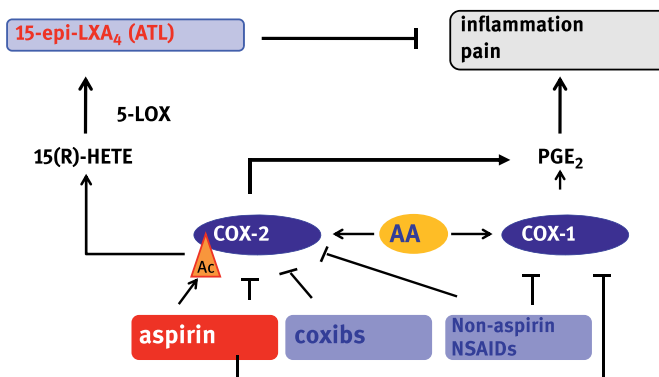 15-epi-LXA₄ (ATL)
inflammation
pain
5-LOX
15(R)-HETE
PGE₂
COX-2
AA
COX-1
Ac
aspirin
coxibs
Non-aspirin
NSAIDs